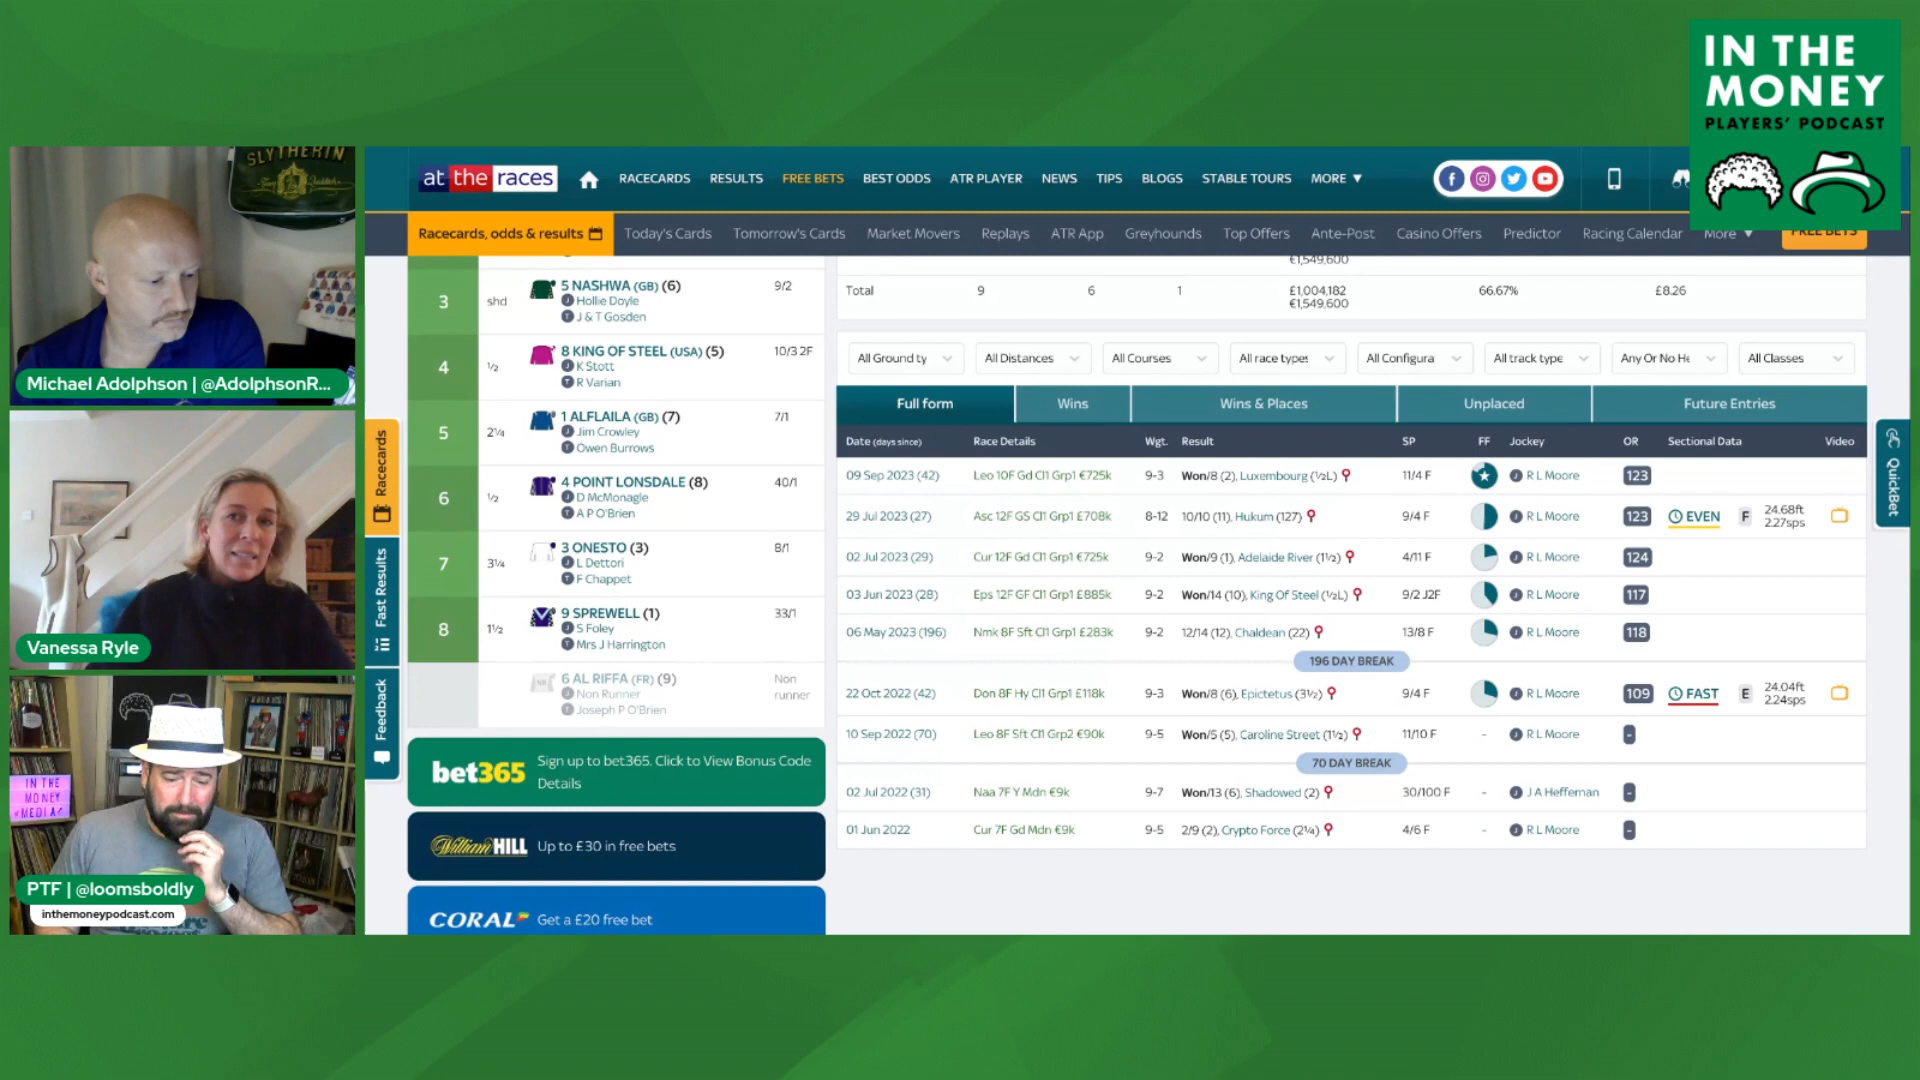 IN THE
MONEY
PLAYERS' PODCAST
SLYTHERIN
Michael Adolphson | @AdolphsonR...
Vanessa Ryle
IN THE
MONEY
MEDIA
PTF | @loomsboldly
inthemoneypodcast.com
at the races
RACECARDS RESULTS FREE BETS BEST ODDS ATR PLAYER NEWS TIPS BLOGS STABLE TOURS MORE
Racecards, odds & results Today's Cards Tomorrow's Cards Market Movers Replays ATR App Greyhounds Top Offers Ante-Post Casino Offers Predictor Racing Calendar More FREE BETS
Racecards
Fast Results
Feedback
QuickBet
3 shd 5 NASHWA (GB) (6) 9/2
Hollie Doyle
J & T Gosden
4 ½ 8 KING OF STEEL (USA) (5) 10/3 2F
K Stott
R Varian
5 2¼ 1 ALFLAILA (GB) (7) 7/1
Jim Crowley
Owen Burrows
6 ½ 4 POINT LONSDALE (8) 40/1
D McMonagle
A P O'Brien
7 3¼ 3 ONESTO (3) 8/1
L Dettori
F Chappet
8 1½ 9 SPREWELL (1) 33/1
S Foley
Mrs J Harrington
NR 6 AL RIFFA (FR) (9) Non runner
Non Runner
Joseph P O'Brien
bet365 Sign up to bet365. Click to View Bonus Code
Details
William HILL Up to £30 in free bets
CORAL Get a £20 free bet
€1,549,600
Total 9 6 1 £1,004,182 66.67% £8.26
€1,549,600
All Ground ty All Distances All Courses All race types All Configura All track type Any Or No He All Classes
Full form Wins Wins & Places Unplaced Future Entries
Date (days since) Race Details Wgt. Result SP FF Jockey OR Sectional Data Video
09 Sep 2023 (42) Leo 10F Gd Cl1 Grp1 €725k 9-3 Won/8 (2), Luxembourg (½L) 11/4 F R L Moore 123
29 Jul 2023 (27) Asc 12F GS Cl1 Grp1 £708k 8-12 10/10 (11), Hukum (127) 9/4 F R L Moore 123 EVEN F 24.68ft 2.27sps
02 Jul 2023 (29) Cur 12F Gd Cl1 Grp1 €725k 9-2 Won/9 (1), Adelaide River (1½) 4/11 F R L Moore 124
03 Jun 2023 (28) Eps 12F GF Cl1 Grp1 £885k 9-2 Won/14 (10), King Of Steel (½L) 9/2 J2F R L Moore 117
06 May 2023 (196) Nmk 8F Sft Cl1 Grp1 £283k 9-2 12/14 (12), Chaldean (22) 13/8 F R L Moore 118
196 DAY BREAK
22 Oct 2022 (42) Don 8F Hy Cl1 Grp1 £118k 9-3 Won/8 (6), Epictetus (3½) 9/4 F R L Moore 109 FAST E 24.04ft 2.24sps
10 Sep 2022 (70) Leo 8F Sft Cl1 Grp2 €90k 9-5 Won/5 (5), Caroline Street (1½) 11/10 F - R L Moore -
70 DAY BREAK
02 Jul 2022 (31) Naa 7F Y Mdn €9k 9-7 Won/13 (6), Shadowed (2) 30/100 F - J A Heffernan -
01 Jun 2022 Cur 7F Gd Mdn €9k 9-5 2/9 (2), Crypto Force (2¼) 4/6 F - R L Moore -